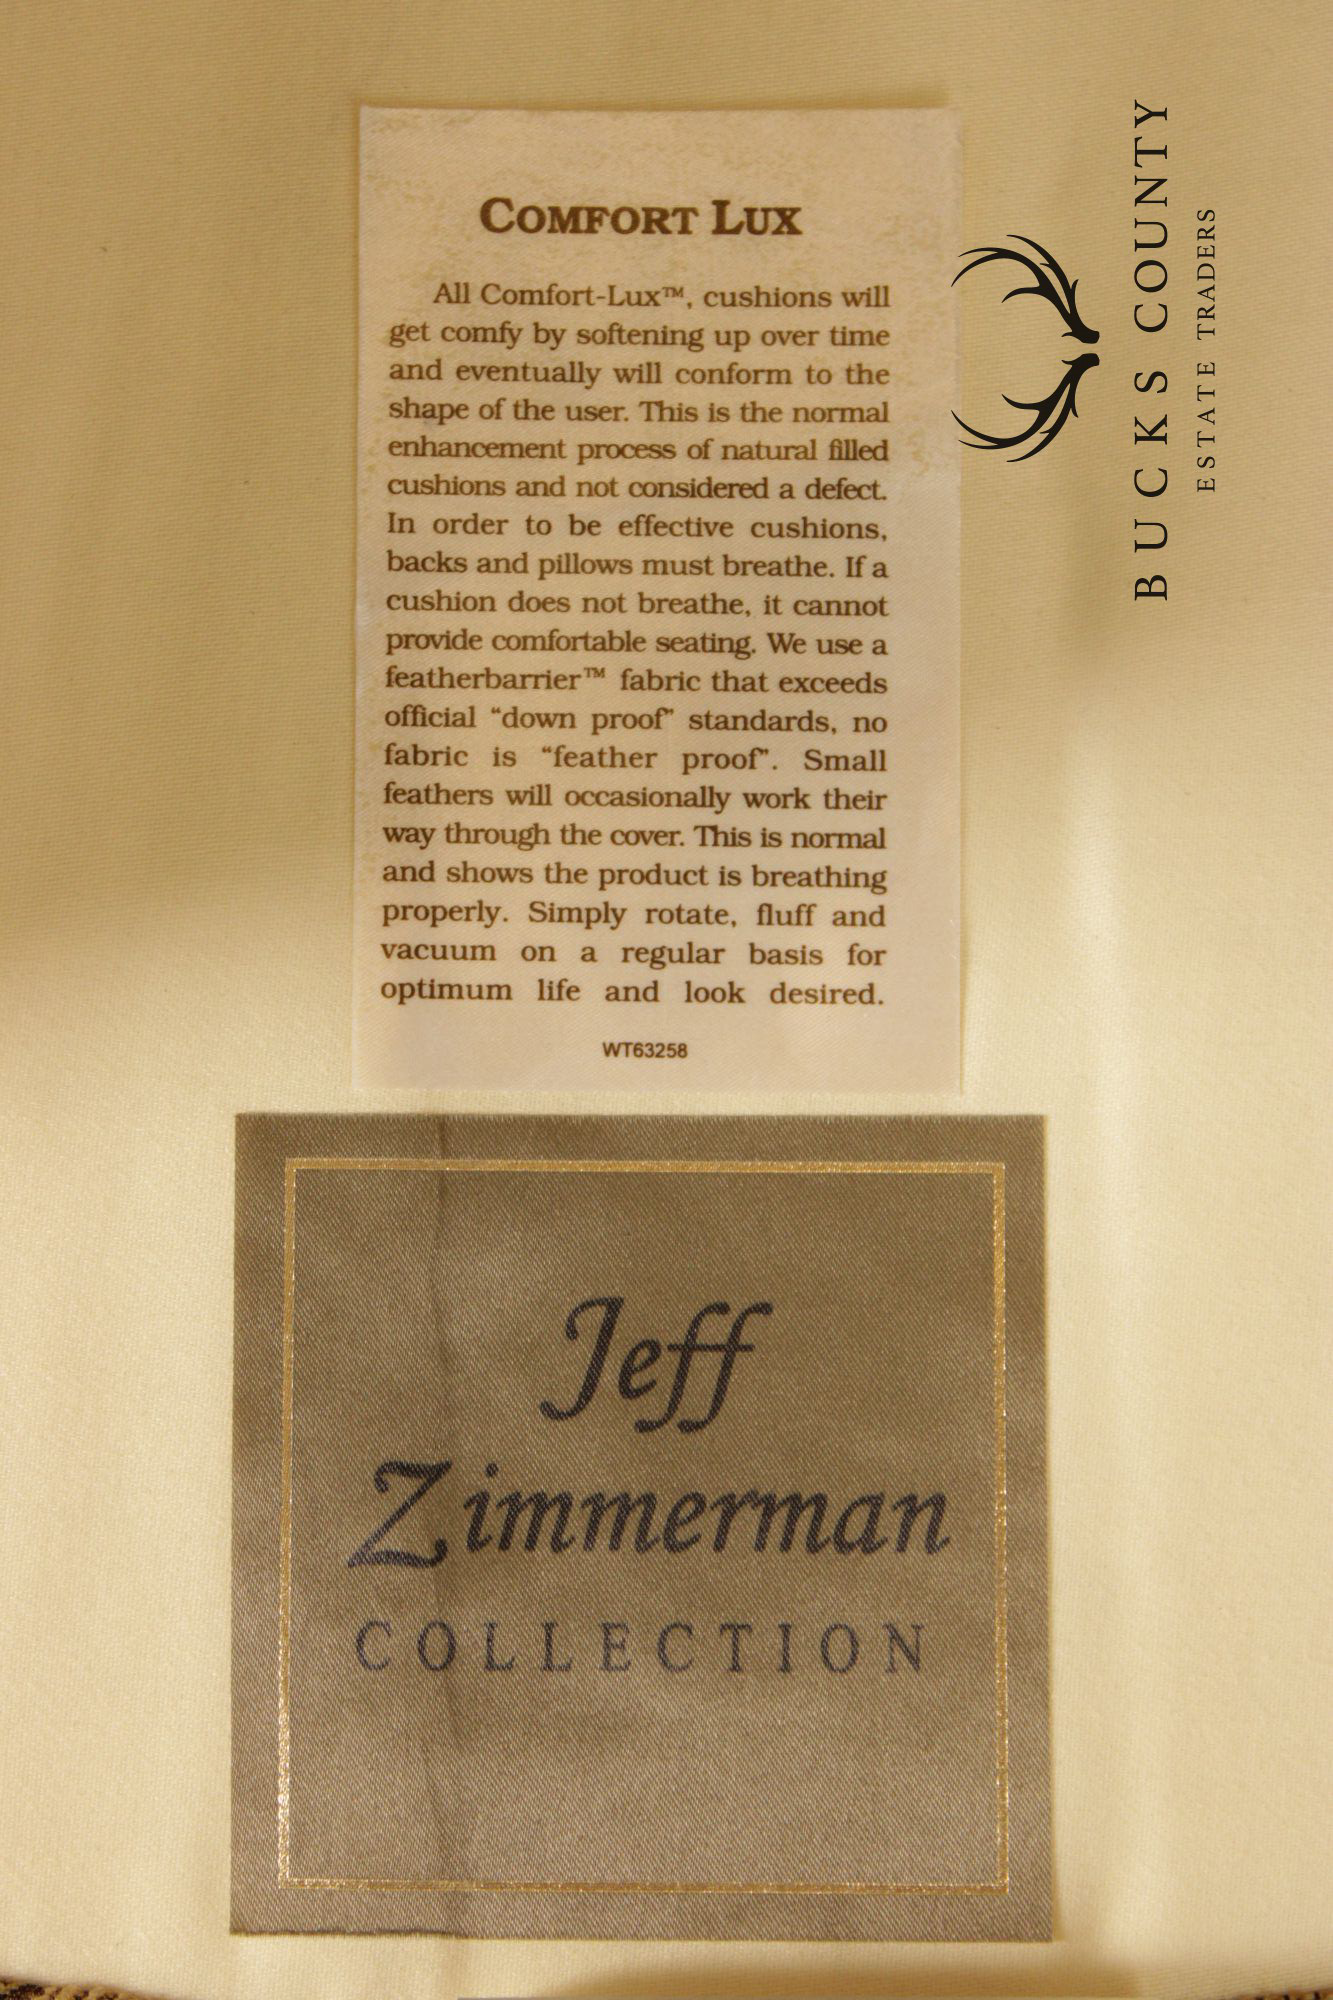 COMFORT LUX
All Comfort-Lux™, cushions will
get comfy by softening up over time
and eventually will conform to the
shape of the user. This is the normal
enhancement process of natural filled
cushions and not considered a defect.
In order to be effective cushions,
backs and pillows must breathe. If a
cushion does not breathe, it cannot
provide comfortable seating. We use a
featherbarrier™ fabric that exceeds
official “down proof” standards, no
fabric is “feather proof”. Small
feathers will occasionally work their
way through the cover. This is normal
and shows the product is breathing
properly. Simply rotate, fluff and
vacuum on a regular basis for
optimum life and look desired.
WT63258
Jeff
Zimmerman
COLLECTION
BUCKS COUNTY
ESTATE TRADERS